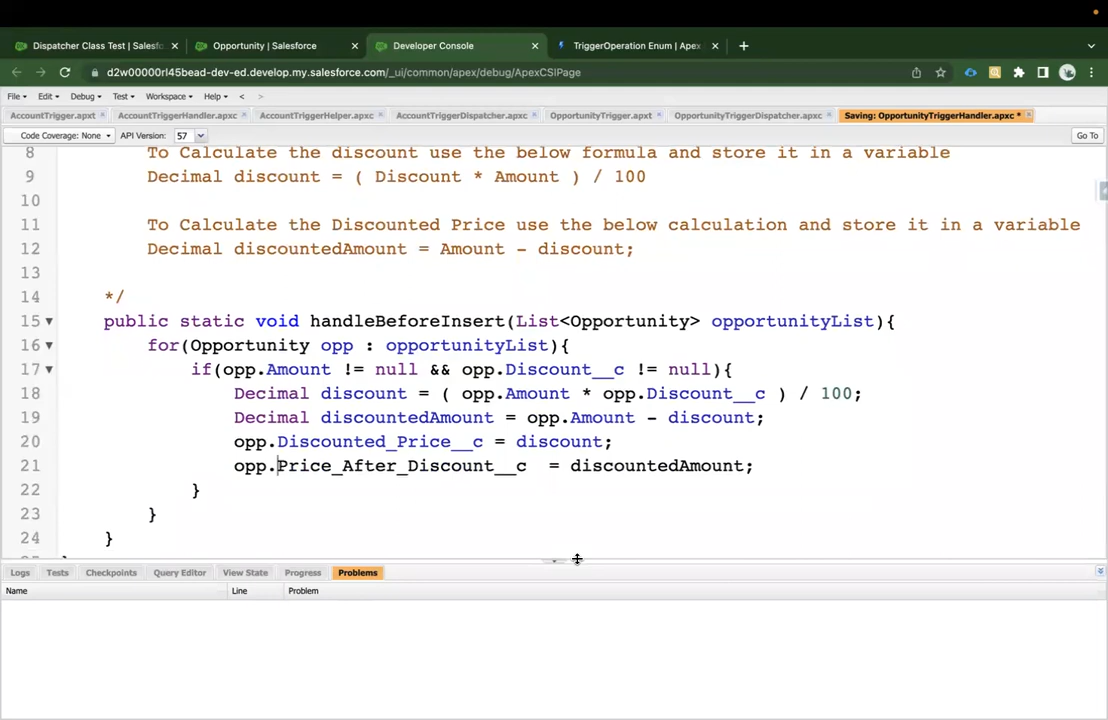 Dispatcher Class Test | Salesf
Opportunity | Salesforce
Developer Console
TriggerOperation Enum | Apex
d2w00000rl45bead-dev-ed.develop.my.salesforce.com/_ui/common/apex/debug/ApexCSIPage
File Edit Debug Test Workspace Help < >
AccountTrigger.apxt
AccountTriggerHandler.apxc
AccountTriggerHelper.apxc
AccountTriggerDispatcher.apxc
OpportunityTrigger.apxt
OpportunityTriggerDispatcher.apxc
Saving: OpportunityTriggerHandler.apxc *
Code Coverage: None API Version: 57 Go To
8 To Calculate the discount use the below formula and store it in a variable
9 Decimal discount = ( Discount * Amount ) / 100
10
11 To Calculate the Discounted Price use the below calculation and store it in a variable
12 Decimal discountedAmount = Amount - discount;
13
14 */
15 public static void handleBeforeInsert(List<Opportunity> opportunityList){
16 for(Opportunity opp : opportunityList){
17 if(opp.Amount != null && opp.Discount__c != null){
18 Decimal discount = ( opp.Amount * opp.Discount__c ) / 100;
19 Decimal discountedAmount = opp.Amount - discount;
20 opp.Discounted_Price__c = discount;
21 opp.Price_After_Discount__c = discountedAmount;
22 }
23 }
24 }
Logs Tests Checkpoints Query Editor View State Progress Problems
Name Line Problem